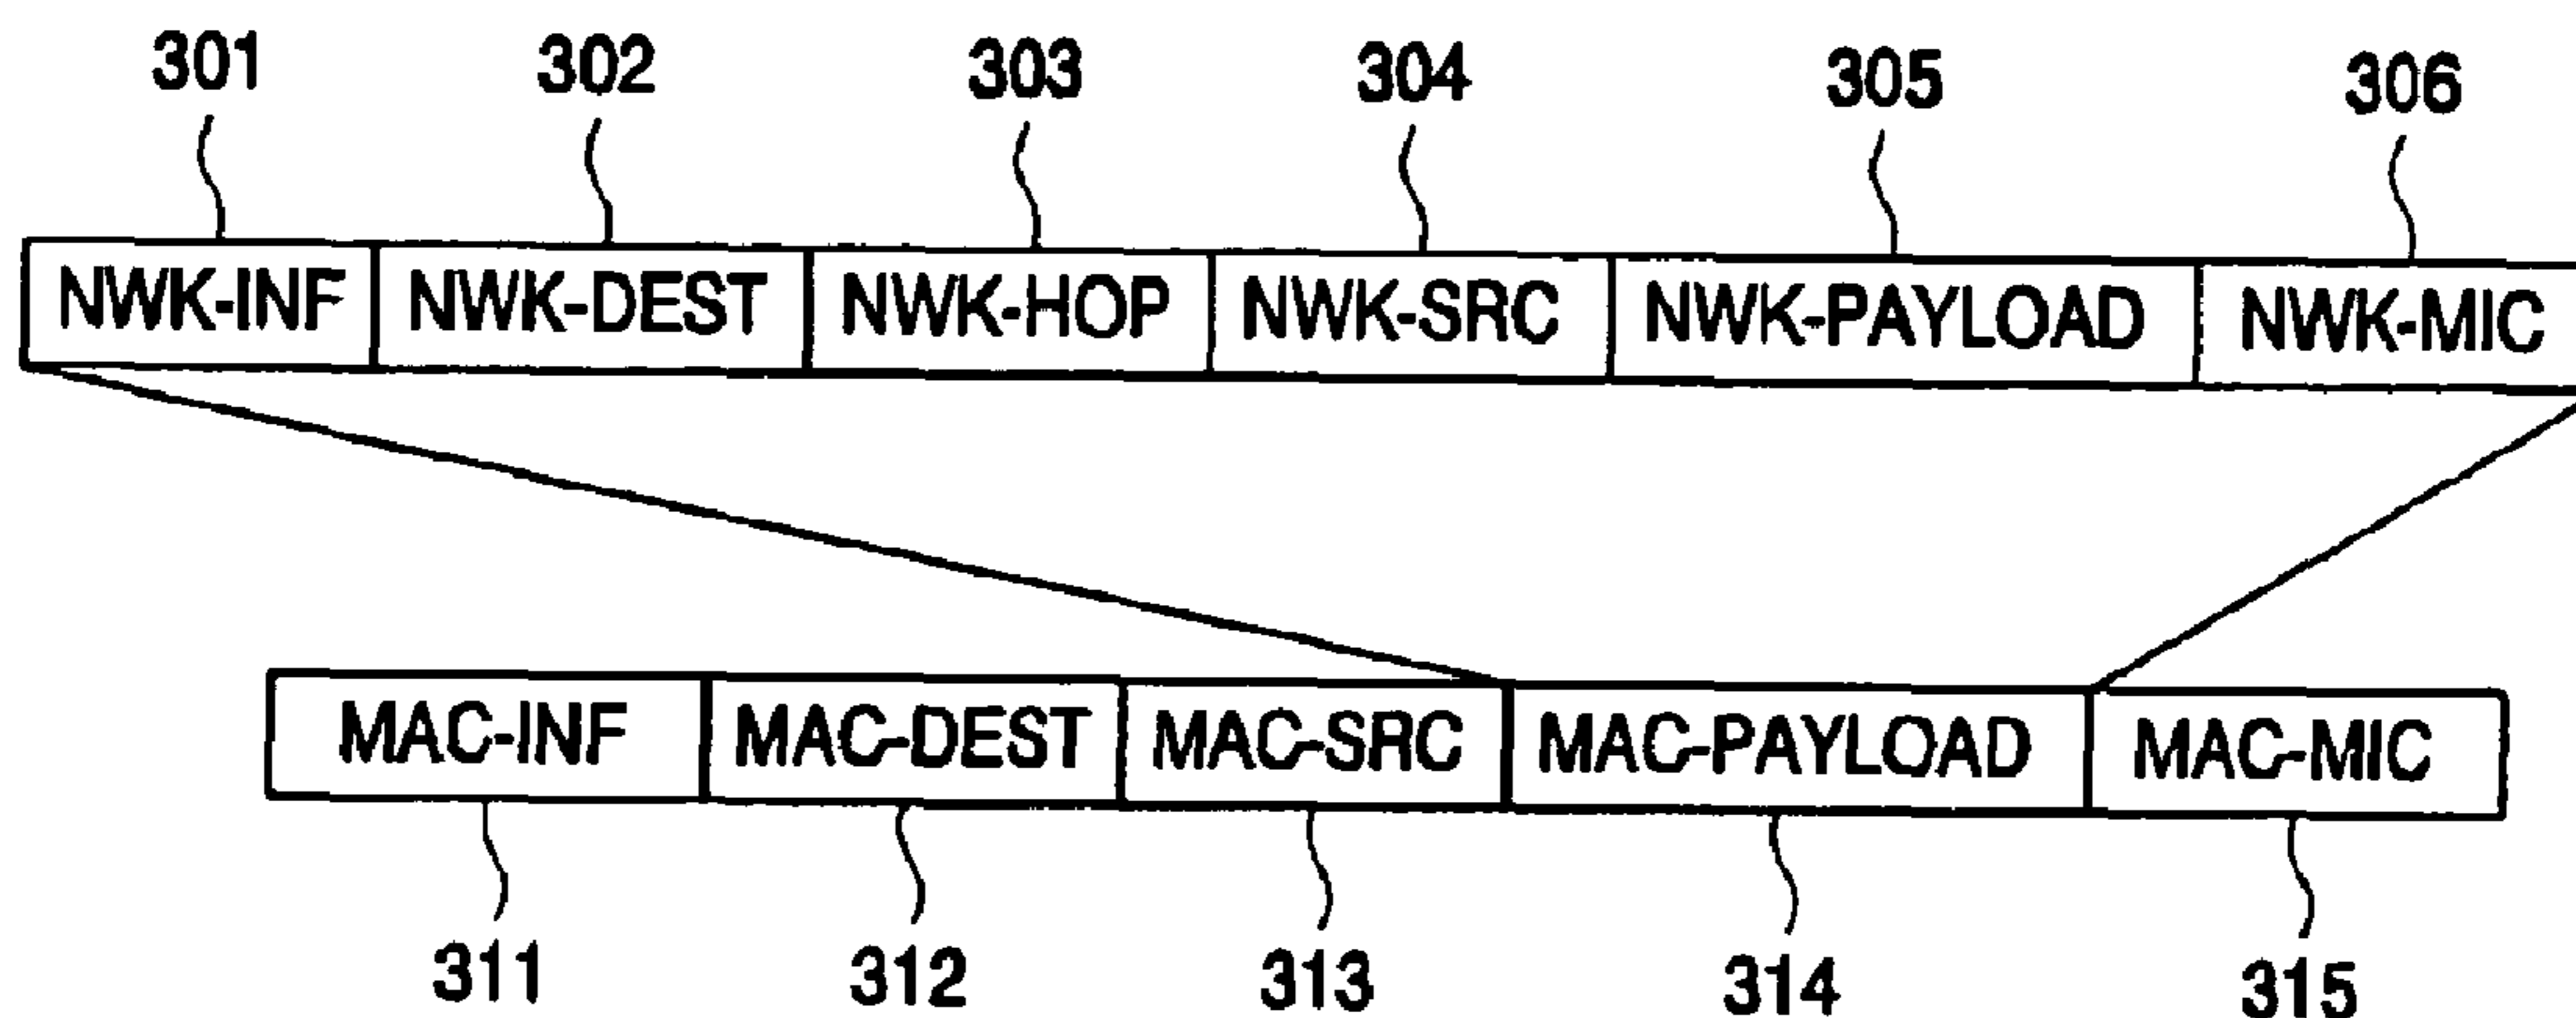 301 302 303 304 305 306
NWK-INF NWK-DEST NWK-HOP NWK-SRC NWK-PAYLOAD NWK-MIC
MAC-INF MAC-DEST MAC-SRC MAC-PAYLOAD MAC-MIC
311 312 313 314 315